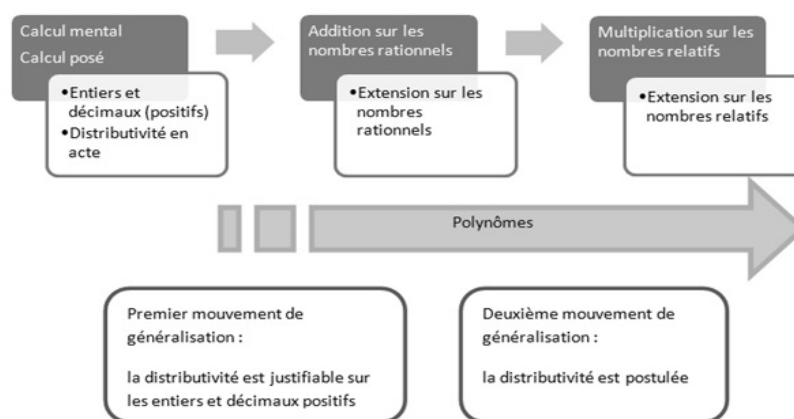 Calcul mental
Calcul posé
•Entiers et
décimaux (positifs)
•Distributivité en
acte
Addition sur les
nombres rationnels
•Extension sur les
nombres
rationnels
Multiplication sur les
nombres relatifs
•Extension sur les
nombres relatifs
Polynômes
Premier mouvement de
généralisation :
la distributivité est justifiable sur
les entiers et décimaux positifs
Deuxième mouvement de
généralisation :
la distributivité est postulée